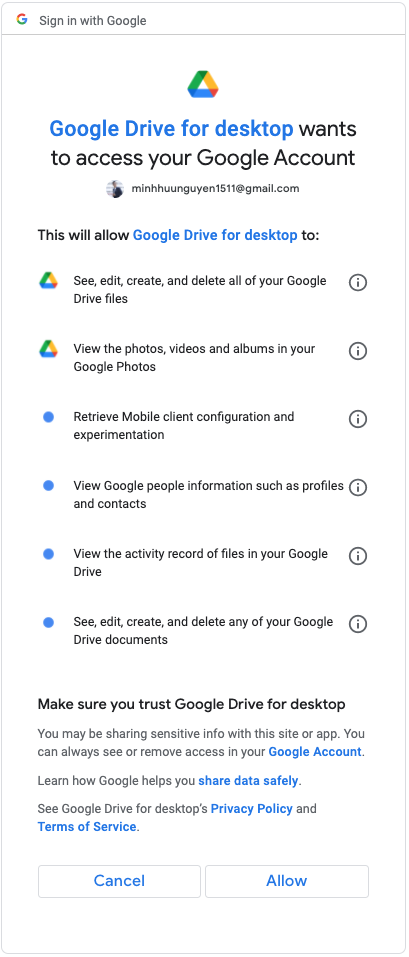 Sign in with Google
Google Drive for desktop wants
to access your Google Account
minhhuunguyen1511@gmail.com
This will allow Google Drive for desktop to:
See, edit, create, and delete all of your Google
Drive files
View the photos, videos and albums in your
Google Photos
Retrieve Mobile client configuration and
experimentation
View Google people information such as profiles
and contacts
View the activity record of files in your Google
Drive
See, edit, create, and delete any of your Google
Drive documents
Make sure you trust Google Drive for desktop
You may be sharing sensitive info with this site or app. You
can always see or remove access in your Google Account.
Learn how Google helps you share data safely.
See Google Drive for desktop's Privacy Policy and
Terms of Service.
Cancel
Allow